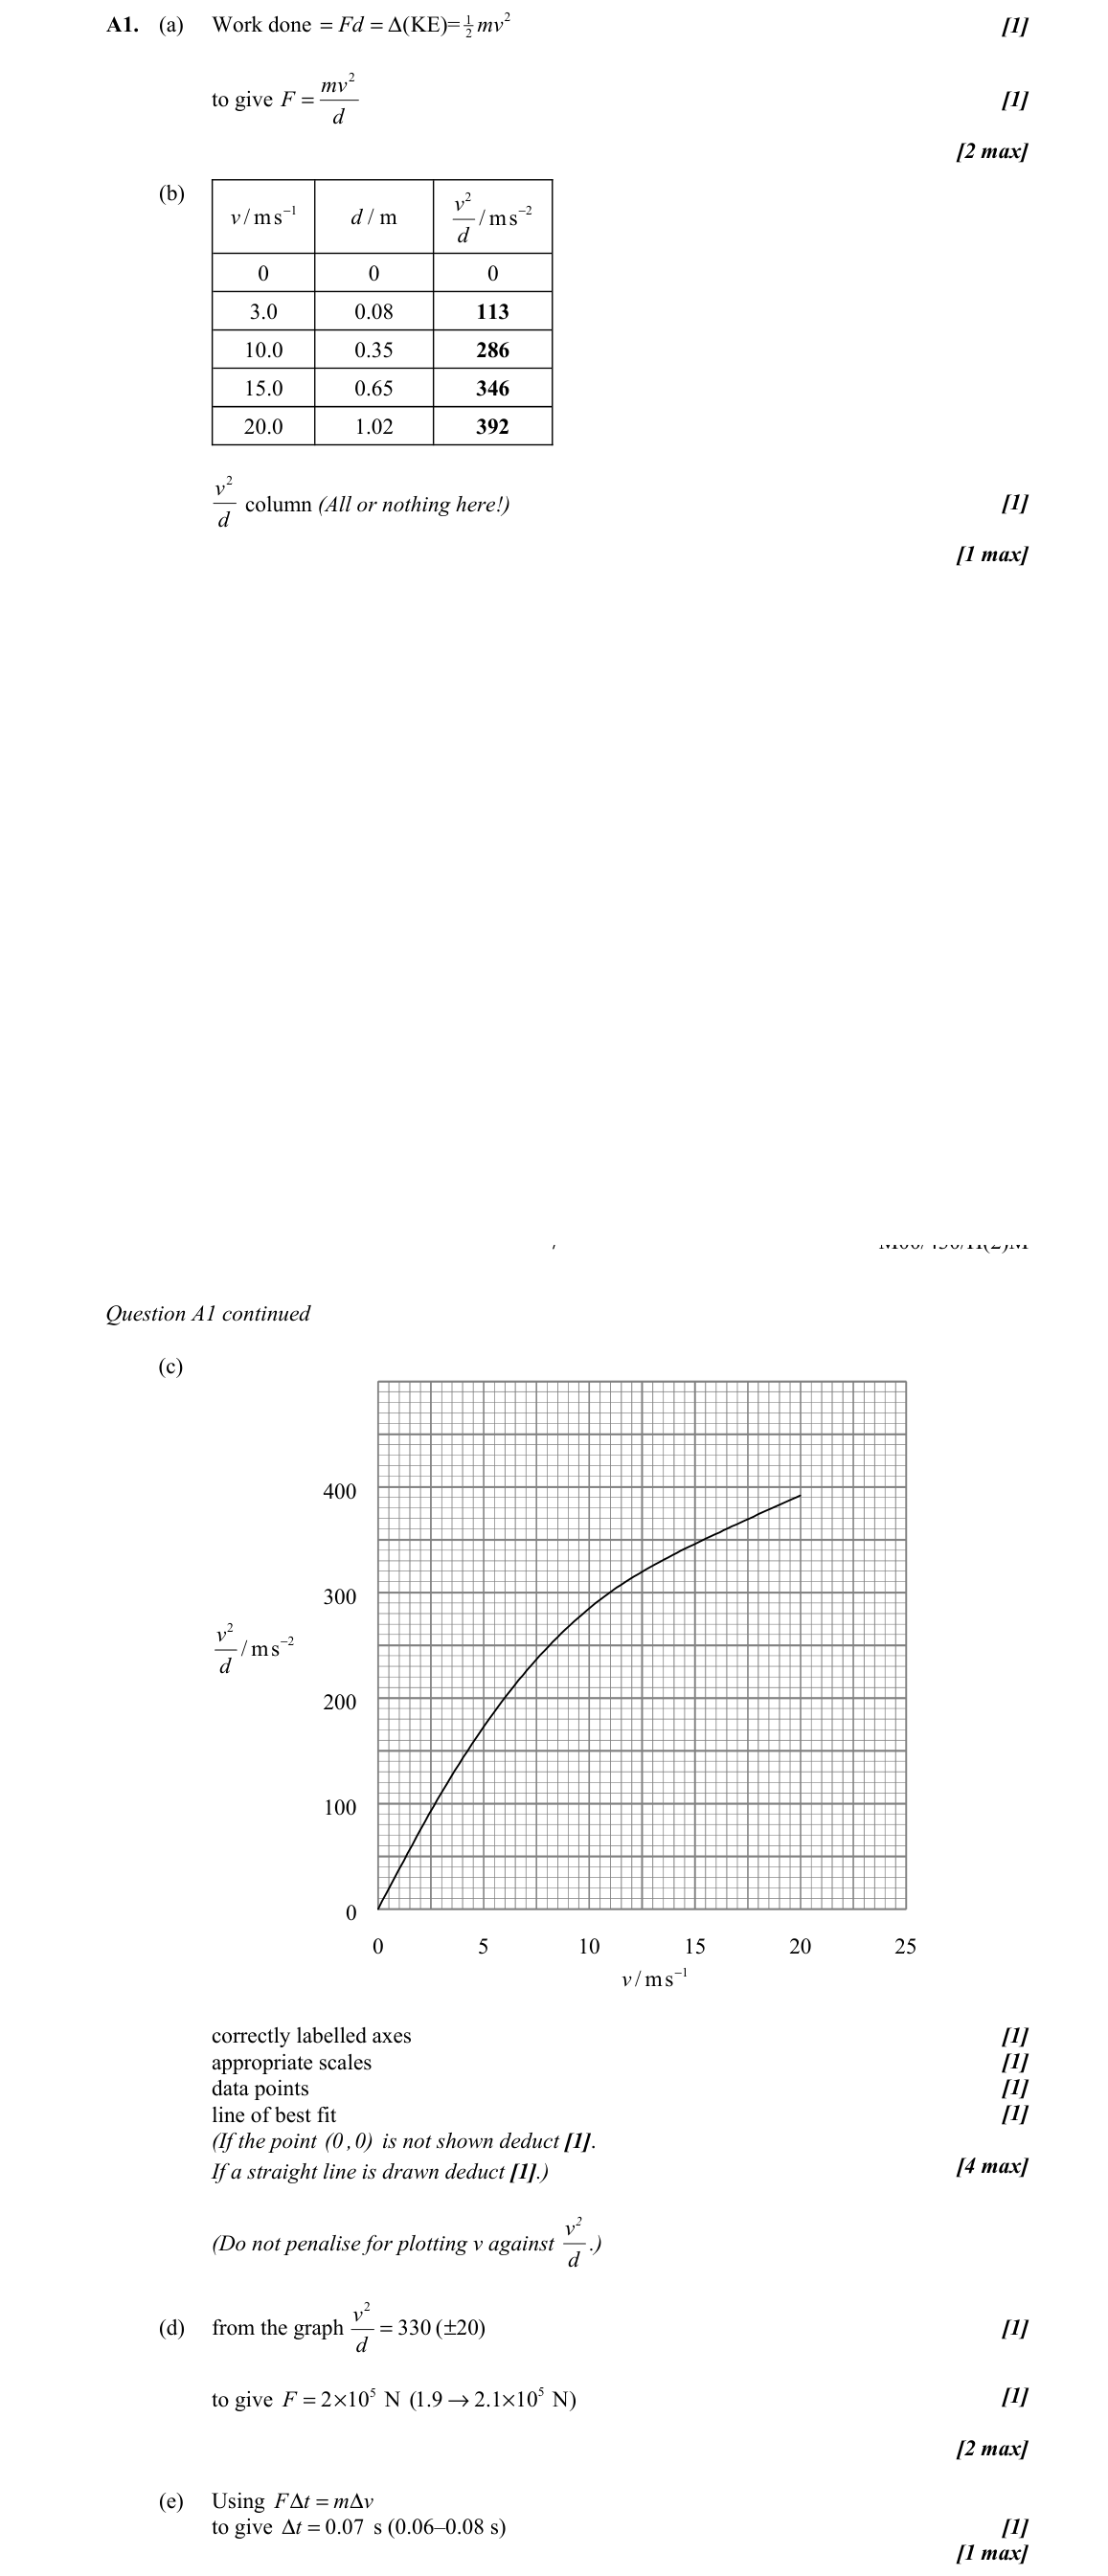 A1. (a) Work done = Fd = Δ(KE)=½mv² [1]
to give F = mv²/d [1]
[2 max]
(b)
v/ms⁻¹ d/m v²/d /ms⁻²
0 0 0
3.0 0.08 113
10.0 0.35 286
15.0 0.65 346
20.0 1.02 392
v²/d column (All or nothing here!) [1]
[1 max]
Question A1 continued
(c)
400
300
v²/d /ms⁻²
200
100
0
0 5 10 15 20 25
v/ms⁻¹
correctly labelled axes [1]
appropriate scales [1]
data points [1]
line of best fit [1]
(If the point (0,0) is not shown deduct [1].
If a straight line is drawn deduct [1].) [4 max]
(Do not penalise for plotting v against v²/d.)
(d) from the graph v²/d = 330 (±20) [1]
to give F = 2×10⁵ N (1.9 → 2.1×10⁵ N) [1]
[2 max]
(e) Using FΔt = mΔv
to give Δt = 0.07 s (0.06–0.08 s) [1]
[1 max]